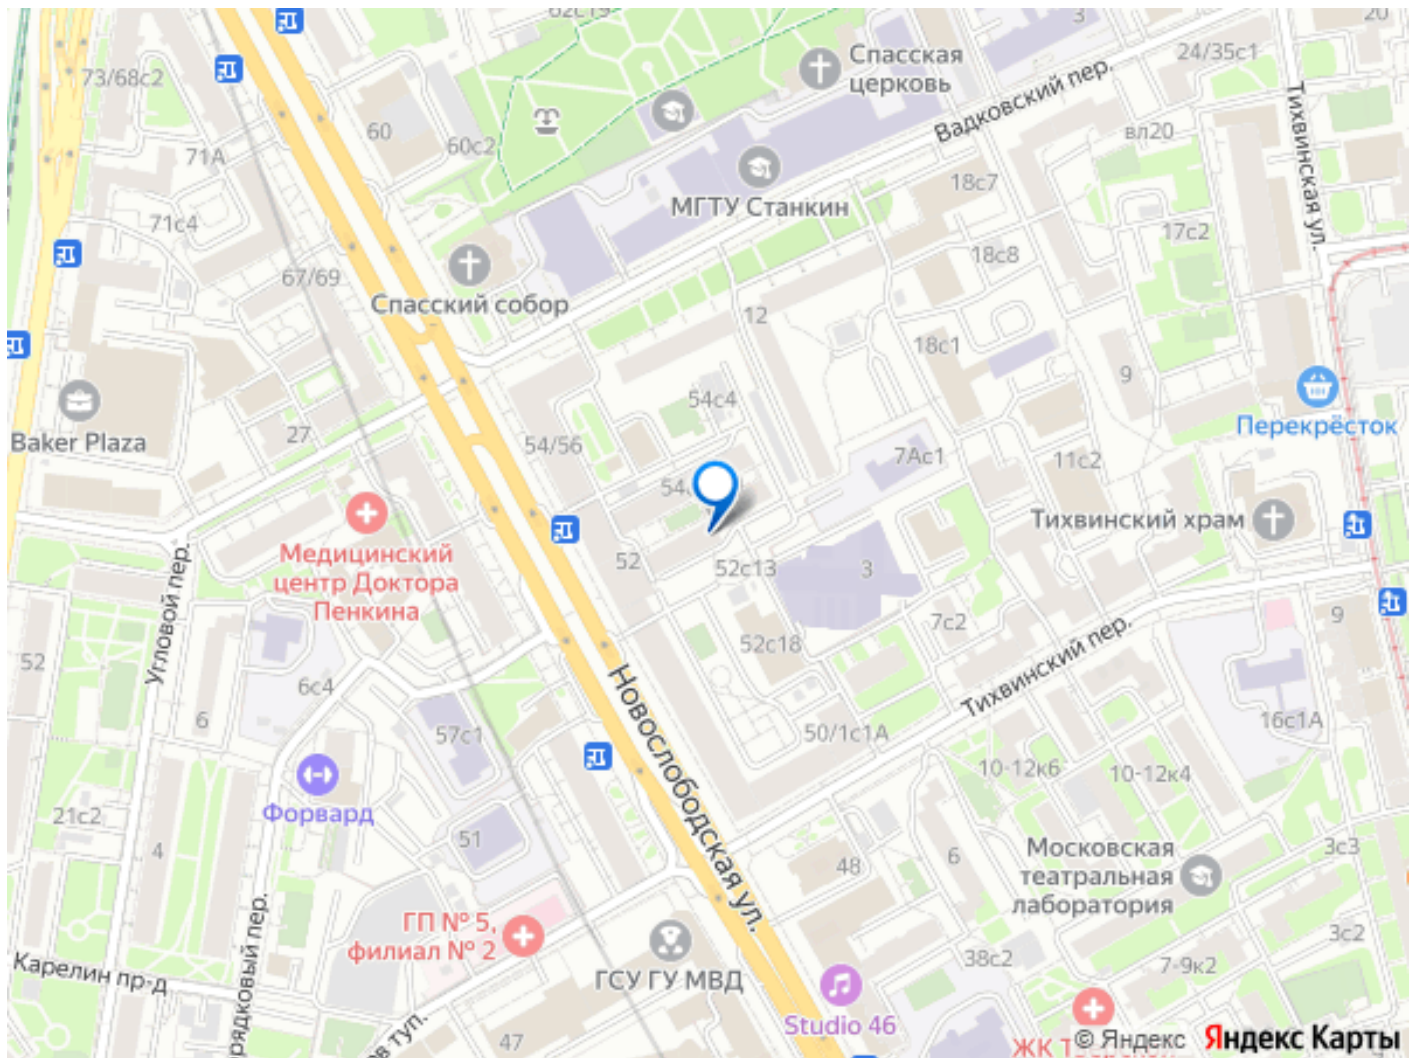 62с19
3
20
73/68с2
Спасская
церковь
24/35с1
Вадковский пер.
Тихвинская ул.
60
60с2
вл20
71А
МГТУ Станкин
18с7
71с4
17с2
18с8
67/69
Спасский собор
12
18с1
9
54с4
Перекрёсток
Baker Plaza
27
54/56
7Ас1
11с2
Тихвинский храм
Медицинский
центр Доктора
Пенкина
52
52с13
3
Угловой пер.
7с2
9
52с18
Тихвинский пер.
52
6с4
6
Новослободская ул.
57с1
50/1с1А
16с1А
10-12к6
10-12к4
Форвард
21с2
51
4
48
6
Московская
театральная
лаборатория
3с3
ГП № 5,
филиал № 2
3с2
Карелин пр-д
рядковый пер.
ГСУ ГУ МВД
38с2
7-9к2
Studio 46
47
© Яндекс Яндекс Карты